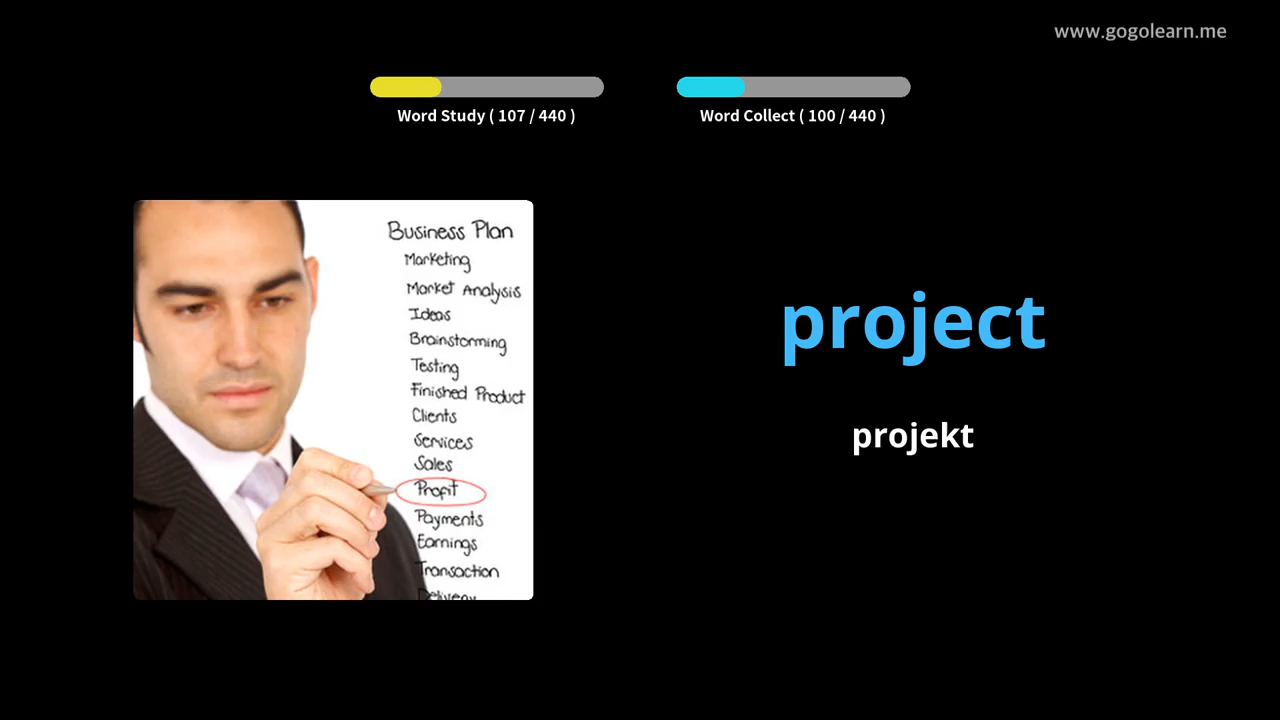 www.gogolearn.me
Word Study ( 107 / 440 )
Word Collect ( 100 / 440 )
Business Plan
Marketing
Market Analysis
Ideas
Brainstorming
Testing
Finished Product
Clients
Services
Sales
Profit
Payments
Earnings
Transaction
Delivery
project
projekt